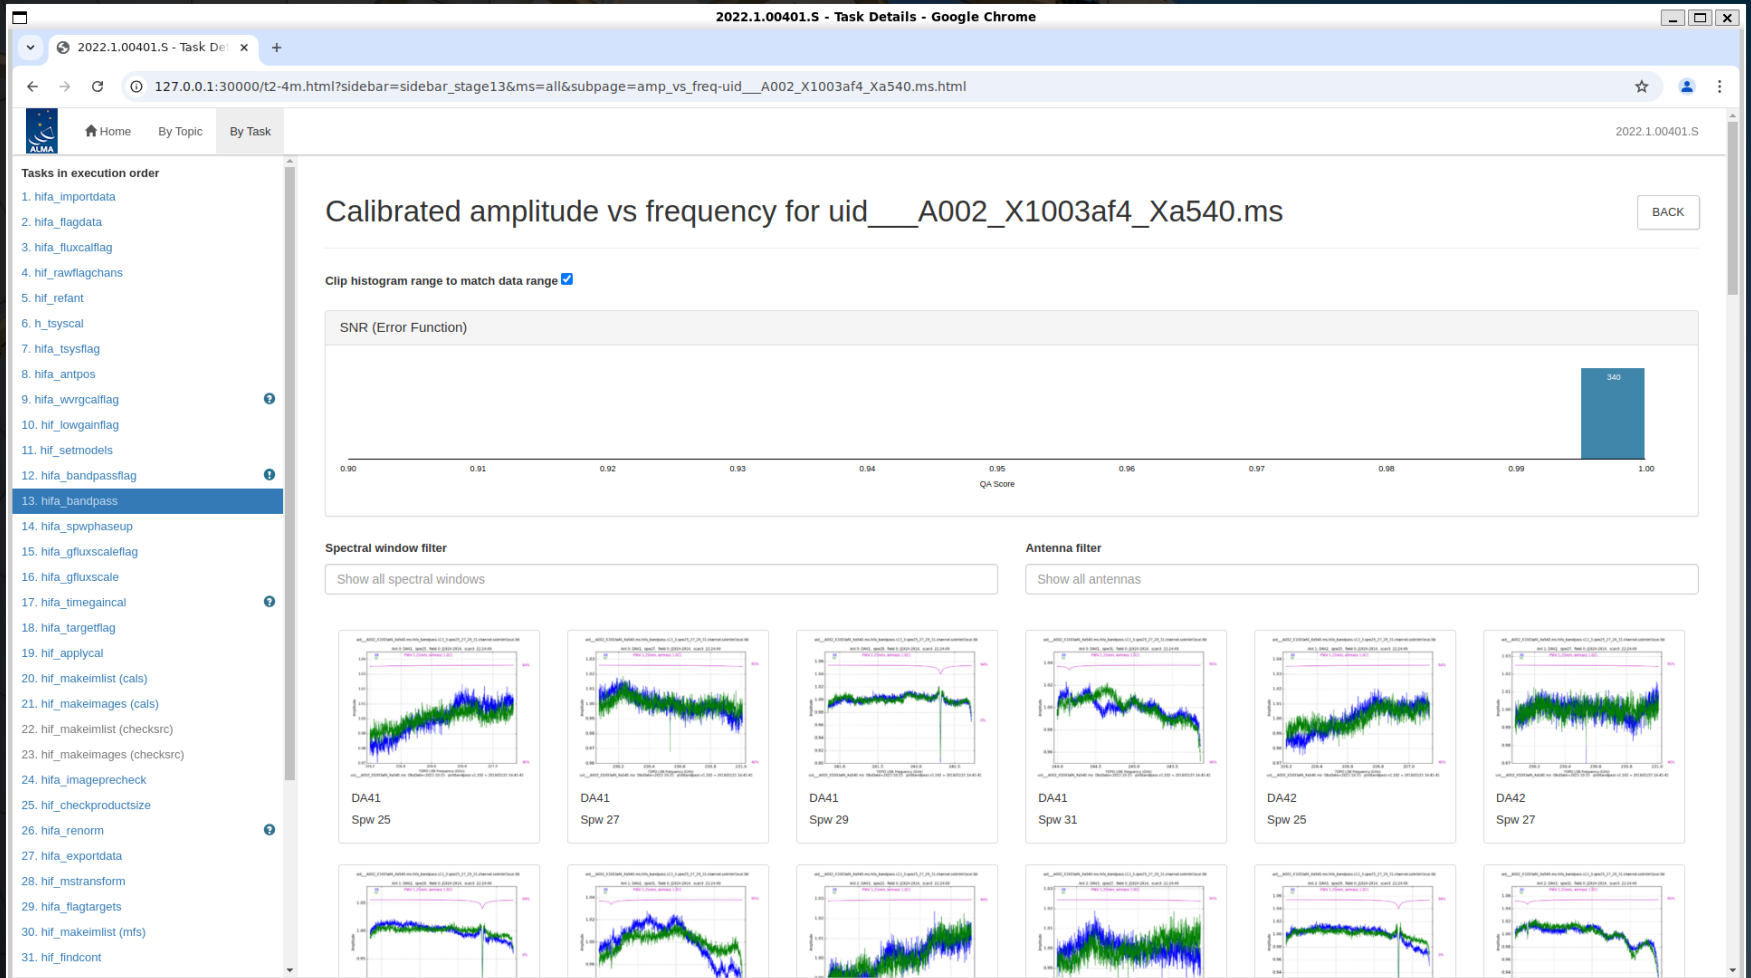 2022.1.00401.S - Task Details - Google Chrome
2022.1.00401.S - Task De
127.0.0.1:30000/t2-4m.html?sidebar=sidebar_stage13&ms=all&subpage=amp_vs_freq-uid___A002_X1003af4_Xa540.ms.html
ALMA
Home
By Topic
By Task
2022.1.00401.S
Tasks in execution order
1. hifa_importdata
2. hifa_flagdata
3. hifa_fluxcalflag
4. hif_rawflagchans
5. hif_refant
6. h_tsyscal
7. hifa_tsysflag
8. hifa_antpos
9. hifa_wvrgcalflag
10. hif_lowgainflag
11. hif_setmodels
12. hifa_bandpassflag
13. hifa_bandpass
14. hifa_spwphaseup
15. hifa_gfluxscaleflag
16. hifa_gfluxscale
17. hifa_timegaincal
18. hifa_targetflag
19. hif_applycal
20. hif_makeimlist (cals)
21. hif_makeimages (cals)
22. hif_makeimlist (checksrc)
23. hif_makeimages (checksrc)
24. hifa_imageprecheck
25. hif_checkproductsize
26. hifa_renorm
27. hifa_exportdata
28. hif_mstransform
29. hifa_flagtargets
30. hif_makeimlist (mfs)
31. hif_findcont
Calibrated amplitude vs frequency for uid___A002_X1003af4_Xa540.ms
BACK
Clip histogram range to match data range
SNR (Error Function)
340
0.90 0.91 0.92 0.93 0.94 0.95 0.96 0.97 0.98 0.99 1.00
QA Score
Spectral window filter
Show all spectral windows
Antenna filter
Show all antennas
DA41
Spw 25
DA41
Spw 27
DA41
Spw 29
DA41
Spw 31
DA42
Spw 25
DA42
Spw 27